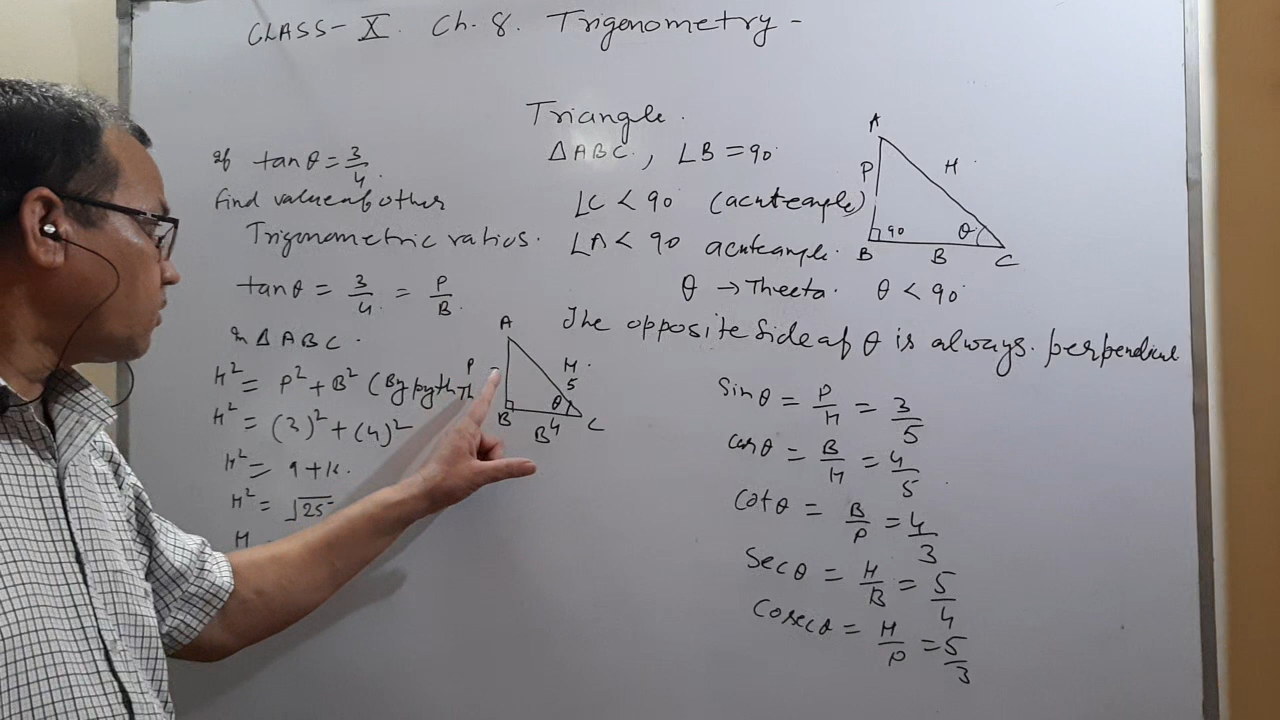 CLASS-X. Ch. 8. Trigenometry -
If tanθ = 3/4.
find value of other
Trigonometric ratios.
tanθ = 3/4 = P/B.
In ΔABC.
H² = P² + B² (By pyth. Th
H² = (3)² + (4)²
H² = 9 + 16.
H² = √25
H
A
P
H.
5
θ
B
B 4
C
Triangle.
ΔABC., ∠B = 90
∠C < 90 (acute angle)
∠A < 90 acute angle.
θ → Theeta. θ < 90
The opposite side of θ is always. perpendicul
A
P
H
90
θ
B
B
C
Sinθ = P/H = 3/5
cosθ = B/H = 4/5
cotθ = B/P = 4/3
Secθ = H/B = 5/4
Cosecθ = H/P = 5/3